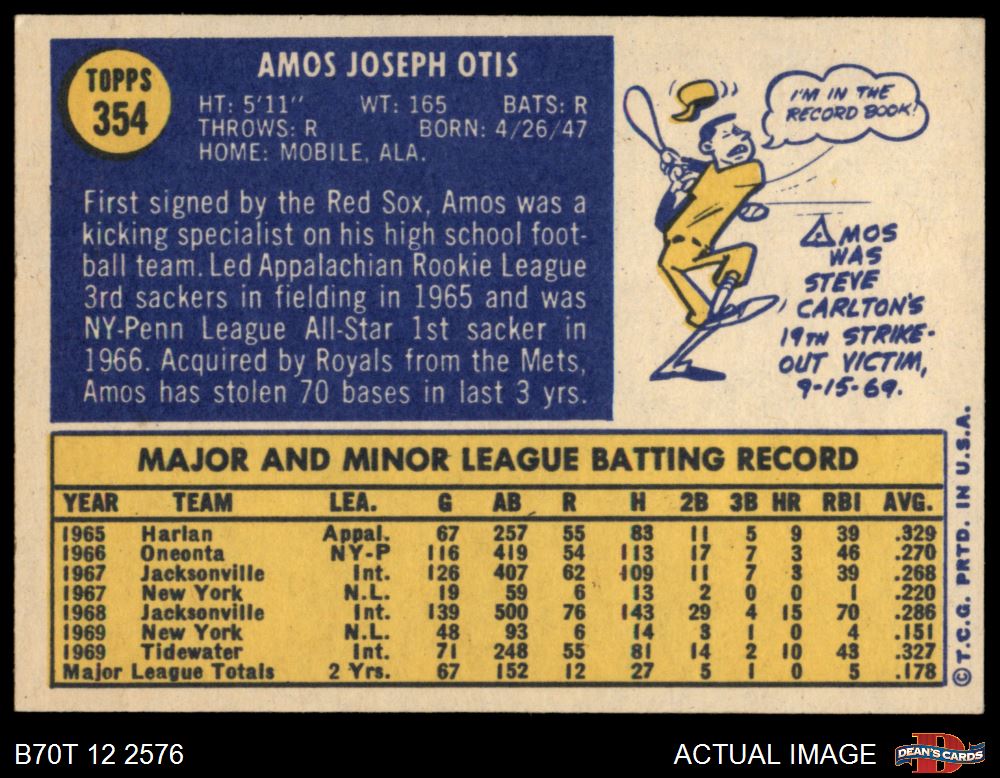 TOPPS
354
AMOS JOSEPH OTIS
HT: 5'11" WT: 165 BATS: R
THROWS: R BORN: 4/26/47
HOME: MOBILE, ALA.
First signed by the Red Sox, Amos was a
kicking specialist on his high school foot-
ball team. Led Appalachian Rookie League
3rd sackers in fielding in 1965 and was
NY-Penn League All-Star 1st sacker in
1966. Acquired by Royals from the Mets,
Amos has stolen 70 bases in last 3 yrs.
I'M IN THE
RECORD BOOK!
AMOS
WAS
STEVE
CARLTON'S
19TH STRIKE-
OUT VICTIM,
9-15-69.
MAJOR AND MINOR LEAGUE BATTING RECORD
YEAR TEAM LEA. G AB R H 2B 3B HR RBI AVG.
1965 Harlan Appal. 67 257 55 83 11 5 9 39 .329
1966 Oneonta NY-P 116 419 54 113 17 7 3 46 .270
1967 Jacksonville Int. 126 407 62 109 11 7 3 39 .268
1967 New York N.L. 19 59 6 13 2 0 0 1 .220
1968 Jacksonville Int. 139 500 76 143 29 4 15 70 .286
1969 New York N.L. 48 93 6 14 3 1 0 4 .151
1969 Tidewater Int. 71 248 55 81 14 2 10 43 .327
Major League Totals 2 Yrs. 67 152 12 27 5 1 0 5 .178
© T.C.G. PRTD. IN U.S.A.
B70T 12 2576
ACTUAL IMAGE
D
DEAN'S CARDS